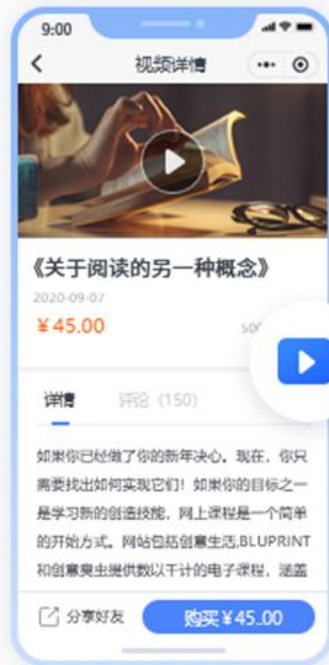 9:00
视频详情
《关于阅读的另一种概念》
2020-09-07
¥45.00
详情 评论（150）
如果你已经做了你的新年决心。现在，你只
需要找出如何实现它们！如果你的目标之一
是学习新的创造技能，网上课程是一个简单
的开始方式。网站包括创意生活,BLUPRINT
和创意臭虫提供数以千计的电子课程，涵盖
分享好友 购买¥45.00